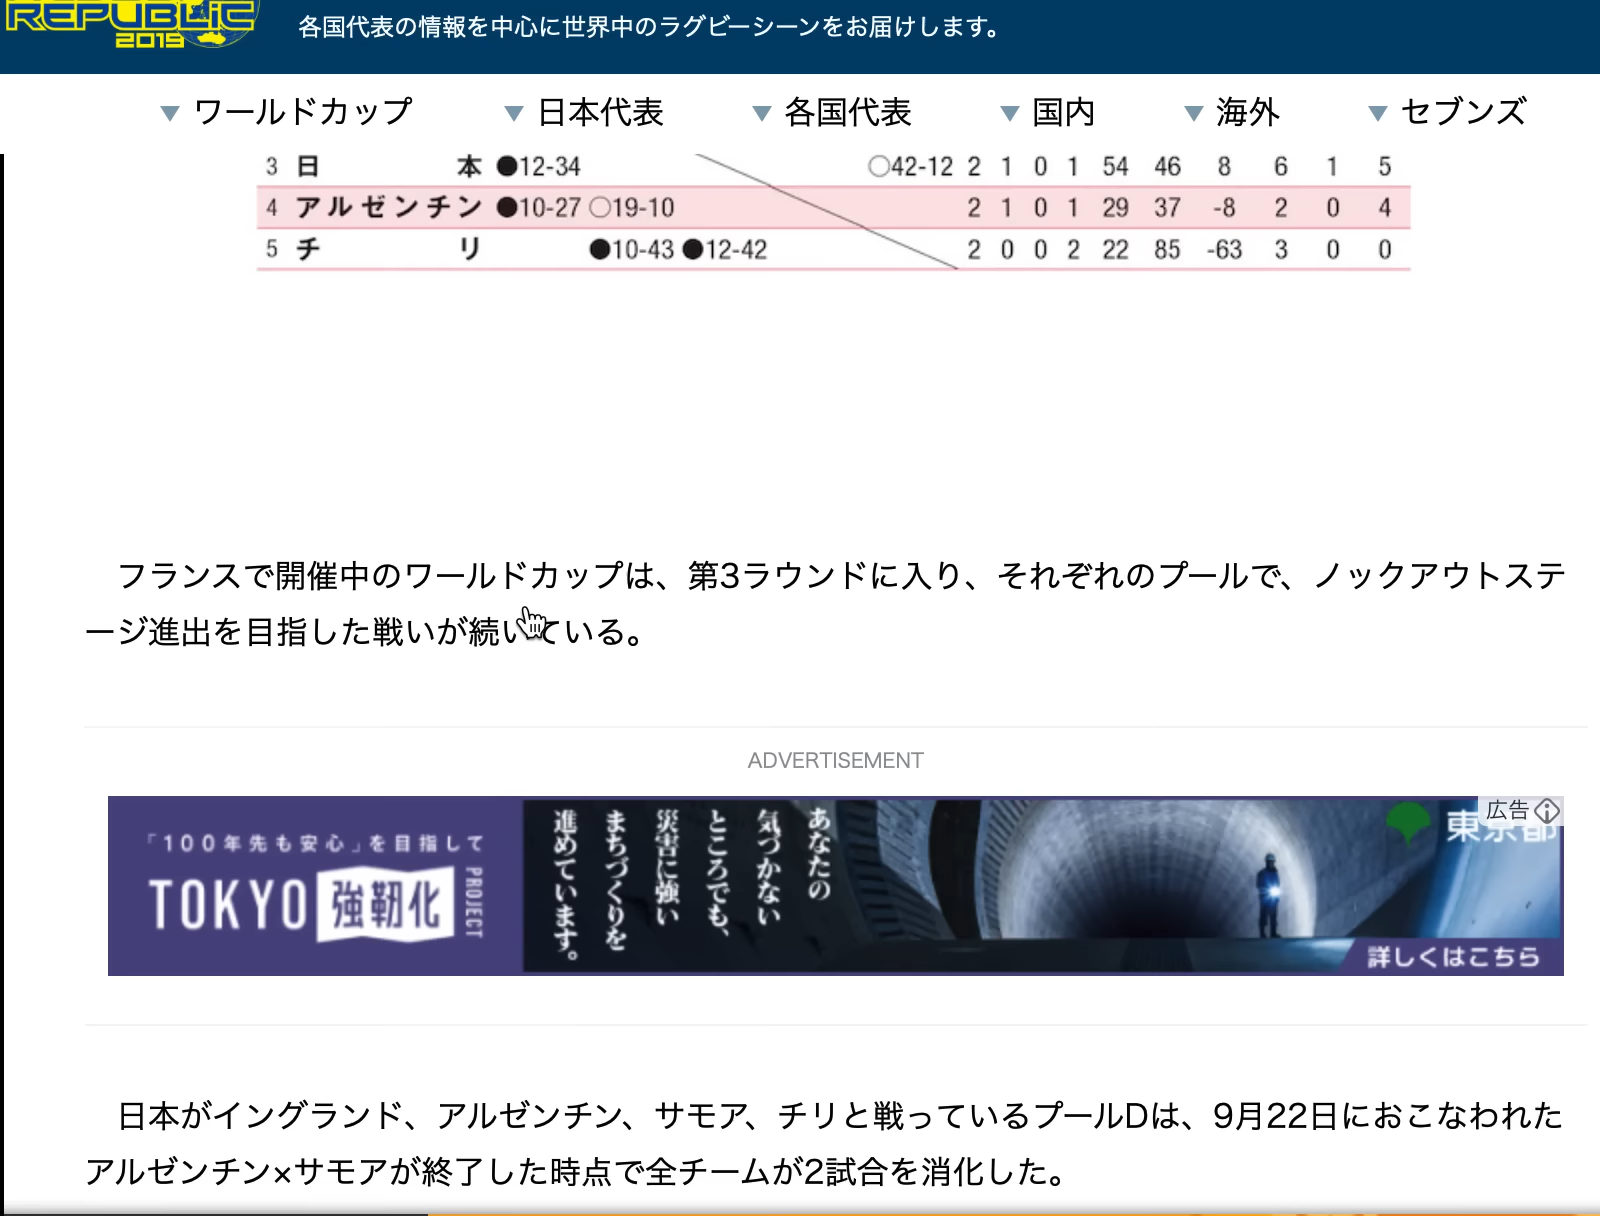 REPUBLiC
2019
各国代表の情報を中心に世界中のラグビーシーンをお届けします。
▼ ワールドカップ ▼ 日本代表 ▼ 各国代表 ▼ 国内 ▼ 海外 ▼ セブンズ
3 日本 ●12-34 ○42-12 2 1 0 1 54 46 8 6 1 5
4 アルゼンチン ●10-27 ○19-10 2 1 0 1 29 37 -8 2 0 4
5 チリ ●10-43 ●12-42 2 0 0 2 22 85 -63 3 0 0
フランスで開催中のワールドカップは、第3ラウンドに入り、それぞれのプールで、ノックアウトステ
ージ進出を目指した戦いが続いている。
ADVERTISEMENT
「100年先も安心」を目指して
TOKYO 強靭化 PROJECT
あなたの
気づかない
ところでも、
災害に強い
まちづくりを
進めています。
広告
東京都
詳しくはこちら
日本がイングランド、アルゼンチン、サモア、チリと戦っているプールDは、9月22日におこなわれた
アルゼンチン×サモアが終了した時点で全チームが2試合を消化した。